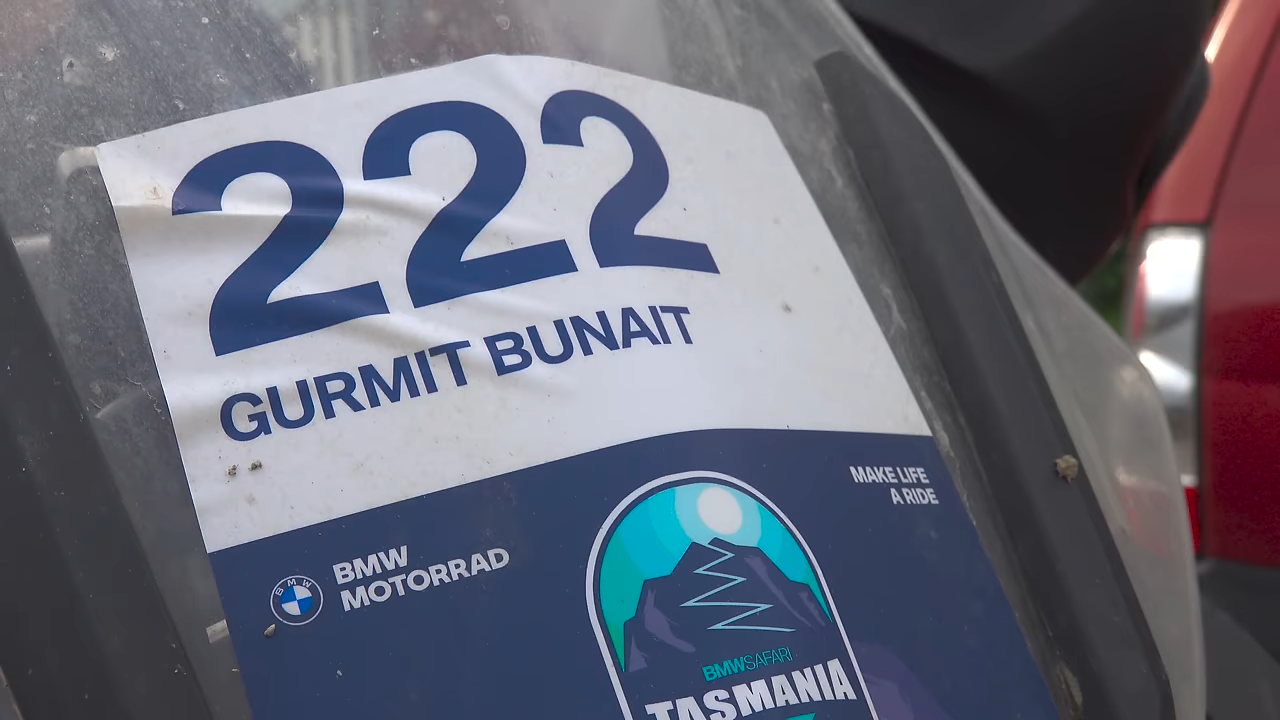 222
GURMIT BUNAIT
MAKE LIFE
A RIDE
BMW
BMW
MOTORRAD
BMWSAFARI
TASMANIA